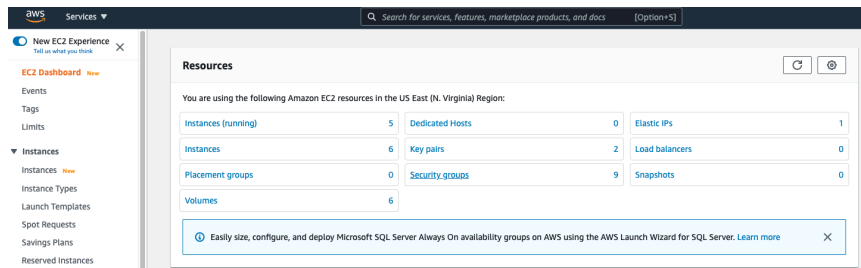 aws Services ▼ Search for services, features, marketplace products, and docs [Option+S]
New EC2 Experience
Tell us what you think
EC2 Dashboard New
Events
Tags
Limits
Instances
Instances New
Instance Types
Launch Templates
Spot Requests
Savings Plans
Reserved Instances
Resources
You are using the following Amazon EC2 resources in the US East (N. Virginia) Region:
Instances (running) 5 Dedicated Hosts 0 Elastic IPs 1
Instances 6 Key pairs 2 Load balancers 0
Placement groups 0 Security groups 9 Snapshots 0
Volumes 6
Easily size, configure, and deploy Microsoft SQL Server Always On availability groups on AWS using the AWS Launch Wizard for SQL Server. Learn more